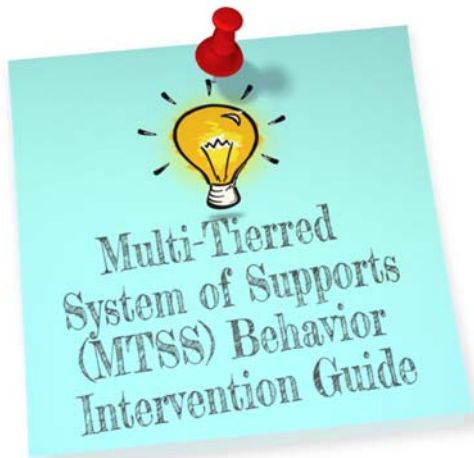 Multi-Tierred
System of Supports
(MTSS) Behavior
Intervention Guide